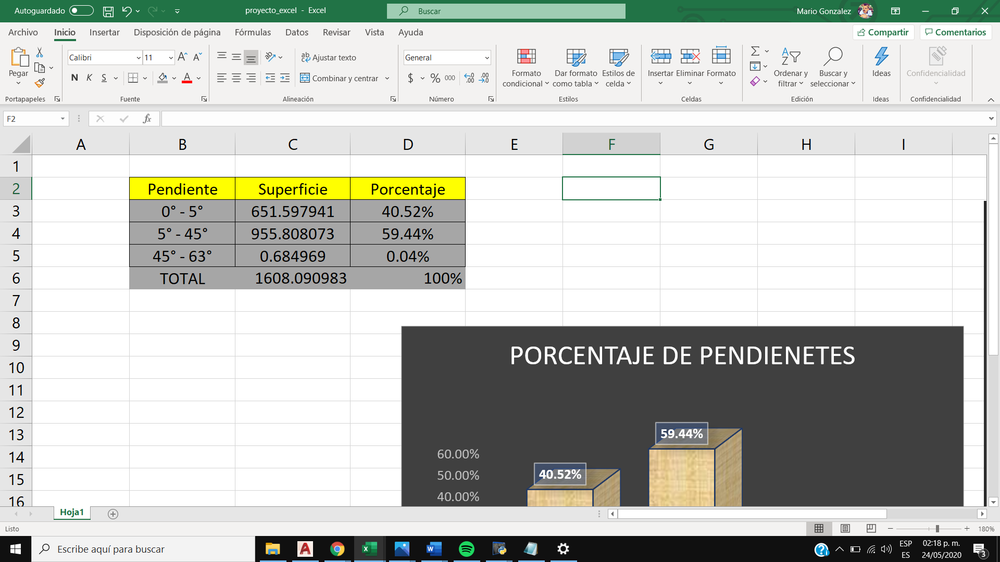 Autoguardado
proyecto_excel - Excel
Buscar
Mario Gonzalez
Archivo Inicio Insertar Disposición de página Fórmulas Datos Revisar Vista Ayuda
Compartir Comentarios
Pegar
Portapapeles
Calibri 11
N K S
Fuente
Ajustar texto
Combinar y centrar
Alineación
General
$ % 000
Número
Formato condicional
Dar formato como tabla
Estilos de celda
Estilos
Insertar Eliminar Formato
Celdas
Ordenar y filtrar
Buscar y seleccionar
Edición
Ideas
Ideas
Confidencialidad
Confidencialidad
F2
fx
A B C D E F G H I
1
2 Pendiente Superficie Porcentaje
3 0° - 5° 651.597941 40.52%
4 5° - 45° 955.808073 59.44%
5 45° - 63° 0.684969 0.04%
6 TOTAL 1608.090983 100%
7
8
9
10
11
12
13
14
15
16
PORCENTAJE DE PENDIENETES
59.44%
60.00%
40.52%
50.00%
40.00%
Hoja1
Listo
180%
Escribe aquí para buscar
ESP
ES
02:18 p. m.
24/05/2020
3